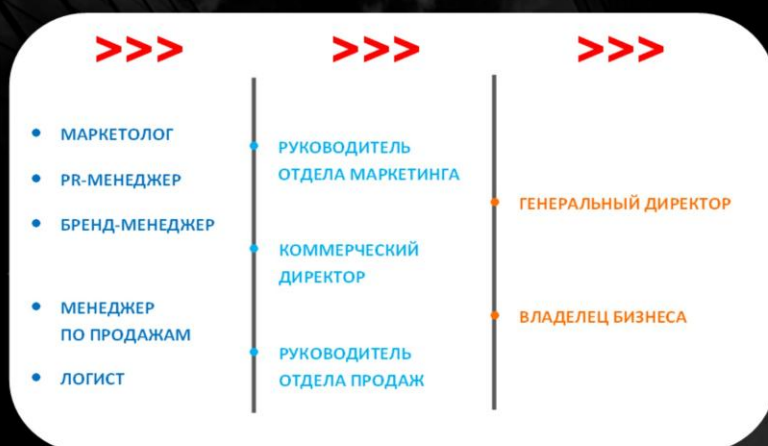 >>> >>> >>>
МАРКЕТОЛОГ
PR-МЕНЕДЖЕР
БРЕНД-МЕНЕДЖЕР
МЕНЕДЖЕР
ПО ПРОДАЖАМ
ЛОГИСТ
РУКОВОДИТЕЛЬ
ОТДЕЛА МАРКЕТИНГА
КОММЕРЧЕСКИЙ
ДИРЕКТОР
РУКОВОДИТЕЛЬ
ОТДЕЛА ПРОДАЖ
ГЕНЕРАЛЬНЫЙ ДИРЕКТОР
ВЛАДЕЛЕЦ БИЗНЕСА